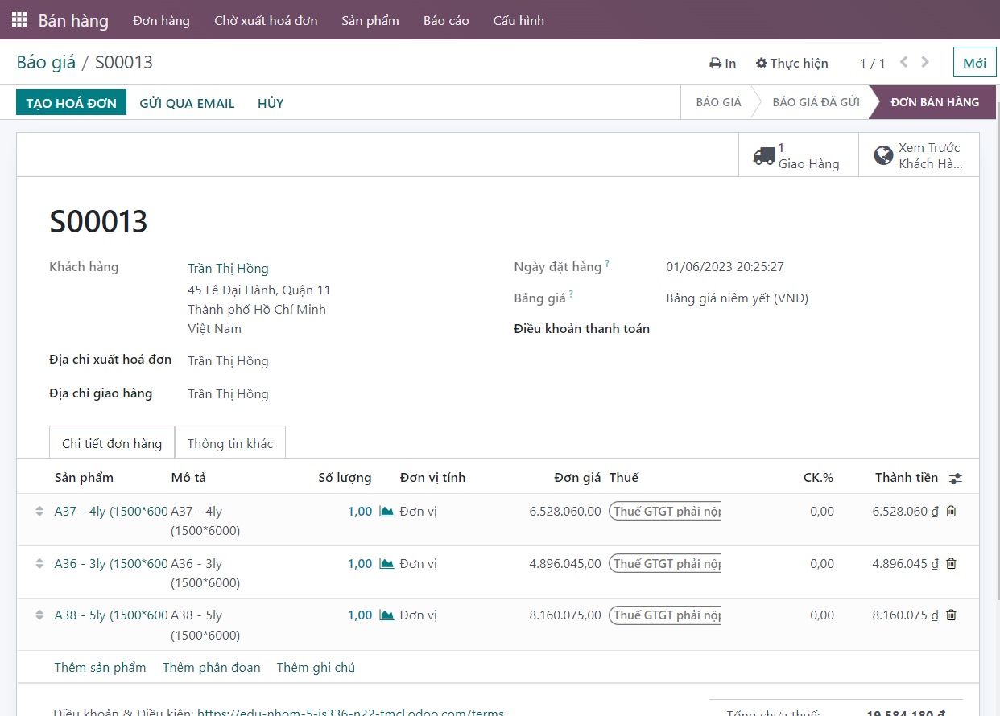 Bán hàng Đơn hàng Chờ xuất hoá đơn Sản phẩm Báo cáo Cấu hình
Báo giá / S00013 In Thực hiện 1 / 1 Mới
TẠO HOÁ ĐƠN GỬI QUA EMAIL HỦY BÁO GIÁ BÁO GIÁ ĐÃ GỬI ĐƠN BÁN HÀNG
1
Giao Hàng
Xem Trước
Khách Hà...
S00013
Khách hàng
Trần Thị Hồng
45 Lê Đại Hành, Quận 11
Thành phố Hồ Chí Minh
Việt Nam
Địa chỉ xuất hoá đơn Trần Thị Hồng
Địa chỉ giao hàng Trần Thị Hồng
Ngày đặt hàng ? 01/06/2023 20:25:27
Bảng giá ? Bảng giá niêm yết (VND)
Điều khoản thanh toán
Chi tiết đơn hàng Thông tin khác
Sản phẩm Mô tả Số lượng Đơn vị tính Đơn giá Thuế CK.% Thành tiền
A37 - 4ly (1500*600 A37 - 4ly 1,00 Đơn vị 6.528.060,00 Thuế GTGT phải nộp 0,00 6.528.060 ₫
(1500*6000)
A36 - 3ly (1500*600 A36 - 3ly 1,00 Đơn vị 4.896.045,00 Thuế GTGT phải nộp 0,00 4.896.045 ₫
(1500*6000)
A38 - 5ly (1500*600 A38 - 5ly 1,00 Đơn vị 8.160.075,00 Thuế GTGT phải nộp 0,00 8.160.075 ₫
(1500*6000)
Thêm sản phẩm Thêm phân đoạn Thêm ghi chú
Điều khoản & Điều kiện: https://edu-nhom-5-is336-n22-tmcl.odoo.com/terms
Tổng chưa thuế: 19.584.180 ₫